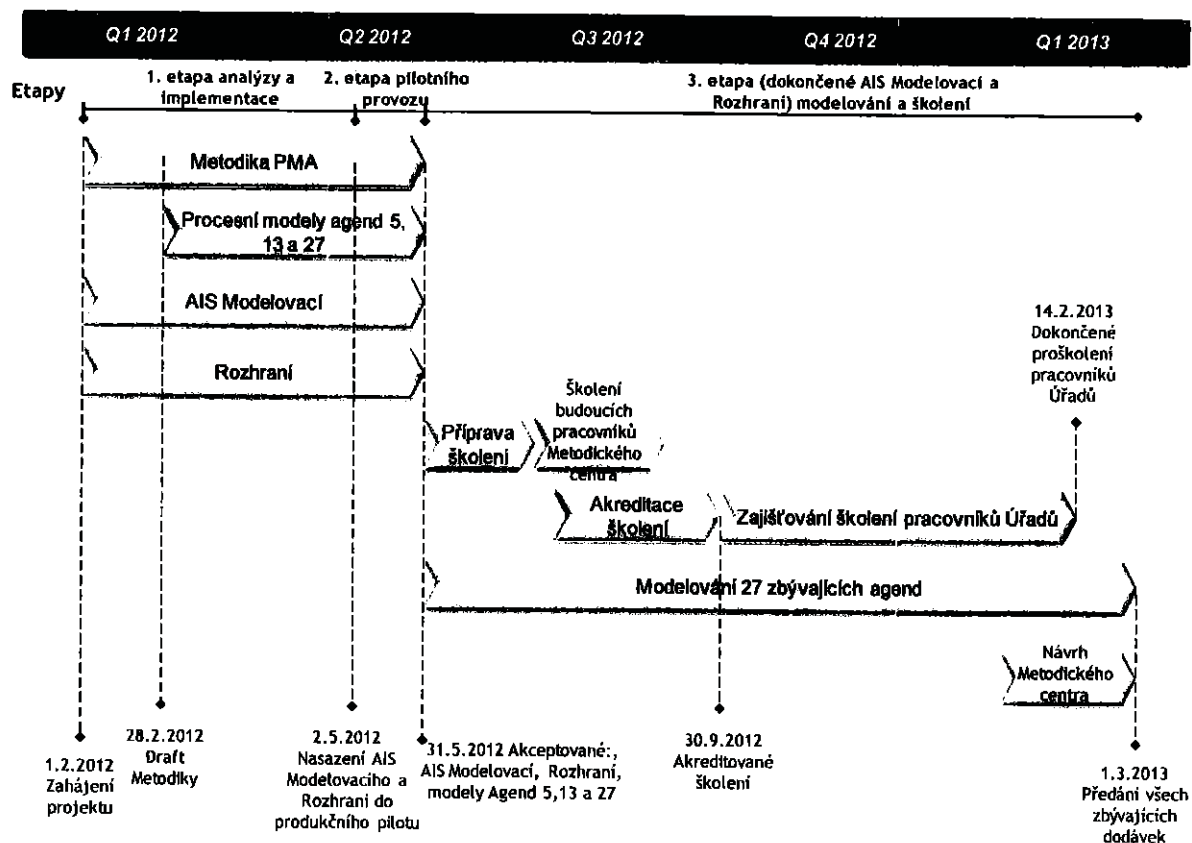 Q1 2012
Q2 2012
Q3 2012
Q4 2012
Q1 2013
Etapy
1. etapa analýzy a
implementace
2. etapa pilotního
provozu
3. etapa (dokončené AIS Modelovací a
Rozhraní) modelování a školení
Metodika PMA
Procesní modely agend 5,
13 a 27
AIS Modelovací
Rozhraní
14.2.2013
Dokončené
proškolení
pracovníků
Úřadů
Příprava
školení
Školení
budoucích
pracovníků
Metodického
centra
Akreditace
školení
Zajišťování školení pracovníků Úřadů
Modelování 27 zbývajících agend
Návrh
Metodického
centra
1.2.2012
Zahájení
projektu
28.2.2012
Draft
Metodiky
2.5.2012
Nasazení AIS
Modelovacího a
Rozhraní do
produkčního pilotu
31.5.2012 Akceptované:,
AIS Modelovací, Rozhraní,
modely Agend 5,13 a 27
30.9.2012
Akreditované
školení
1.3.2013
Předání všech
zbývajících
dodávek